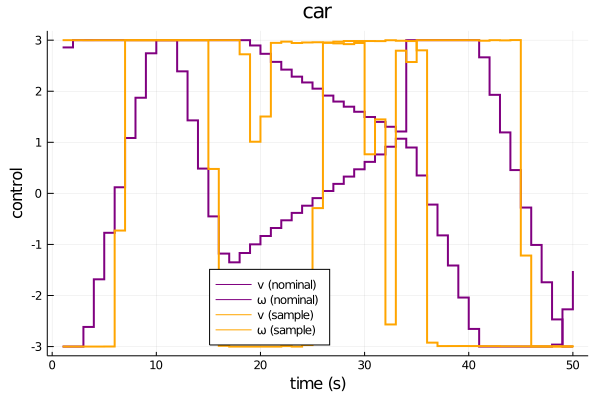 car
control
3
2
1
0
-1
-2
-3
v (nominal)
ω (nominal)
v (sample)
ω (sample)
0
10
20
30
40
50
time (s)